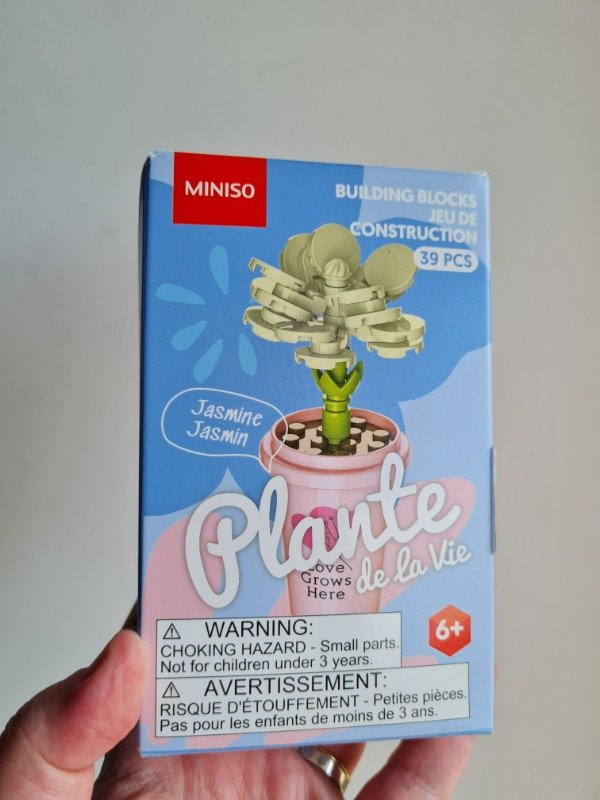 MINISO
BUILDING BLOCKS
JEU DE
CONSTRUCTION
39 PCS
Jasmine
Jasmin
Plante
de la Vie
Love
Grows
Here
6+
WARNING:
CHOKING HAZARD - Small parts.
Not for children under 3 years.
AVERTISSEMENT:
RISQUE D'ÉTOUFFEMENT - Petites pièces.
Pas pour les enfants de moins de 3 ans.